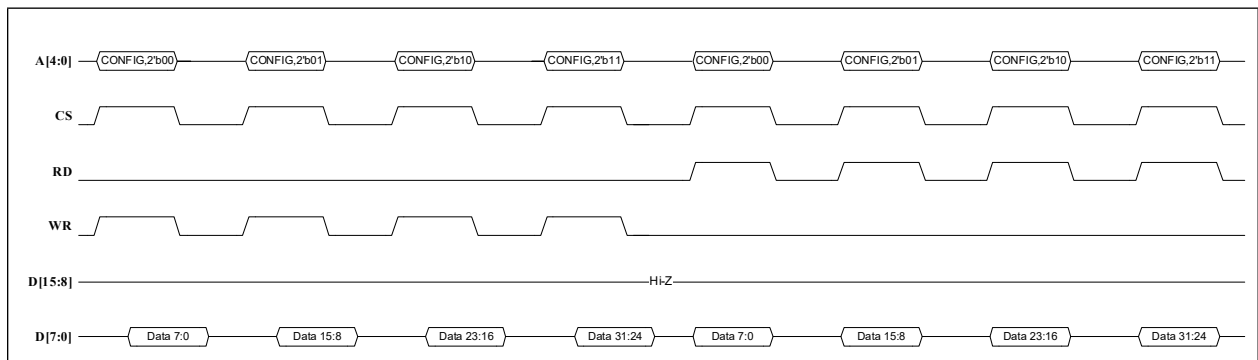 A[4:0] CONFIG,2'b00 CONFIG,2'b01 CONFIG,2'b10 CONFIG,2'b11 CONFIG,2'b00 CONFIG,2'b01 CONFIG,2'b10 CONFIG,2'b11
CS
RD
WR
D[15:8] Hi-Z
D[7:0] Data 7:0 Data 15:8 Data 23:16 Data 31:24 Data 7:0 Data 15:8 Data 23:16 Data 31:24